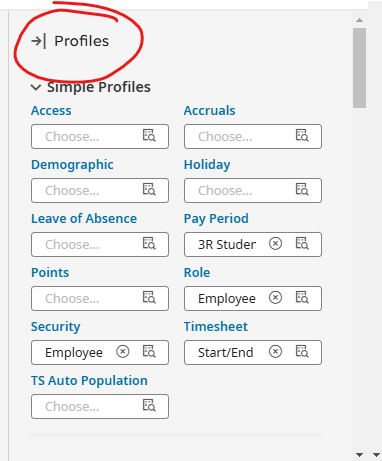 Profiles
Simple Profiles
Access Accruals
Choose... Choose...
Demographic Holiday
Choose... Choose...
Leave of Absence Pay Period
Choose... 3R Studen
Points Role
Choose... Employee
Security Timesheet
Employee Start/End
TS Auto Population
Choose...